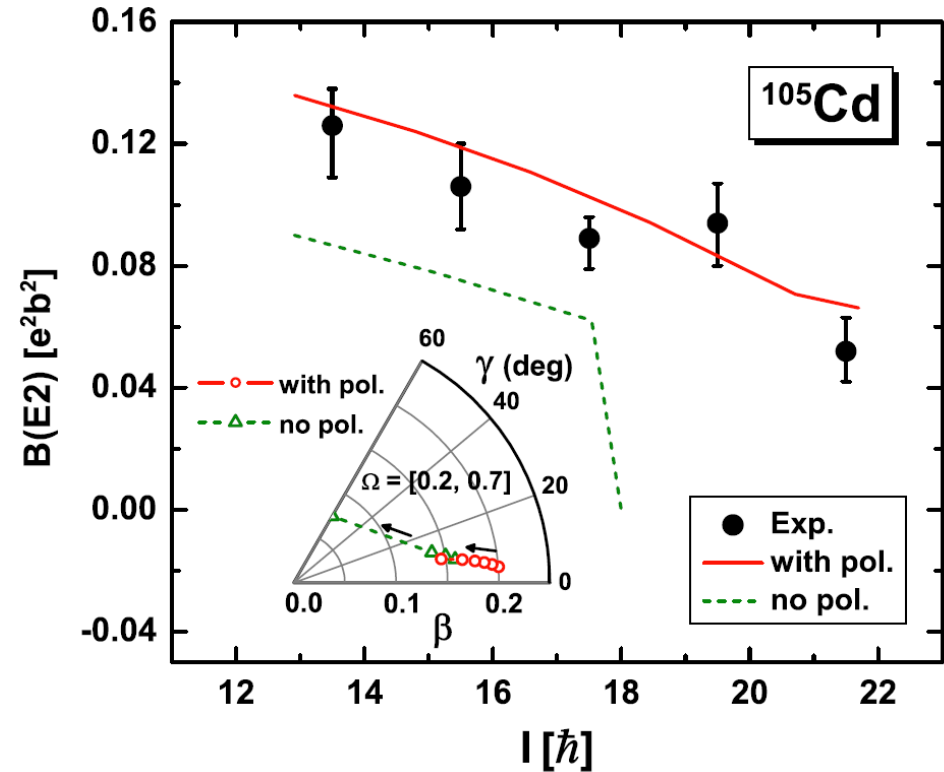 0.16
0.12
0.08
0.04
0.00
-0.04
B(E2) [e²b²]
¹⁰⁵Cd
60
γ (deg)
40
20
0
with pol.
no pol.
Ω = [0.2, 0.7]
0.0 0.1 0.2
β
Exp.
with pol.
no pol.
12 14 16 18 20 22
I [ℏ]